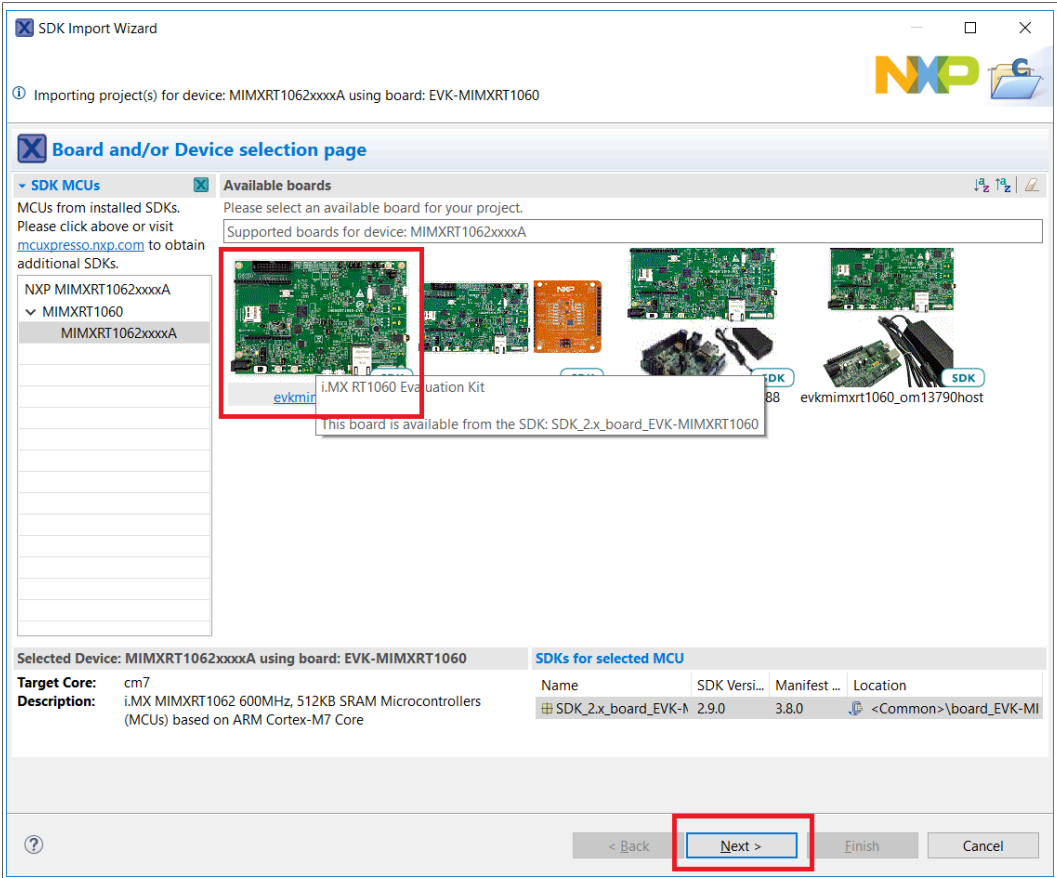 SDK Import Wizard
Importing project(s) for device: MIMXRT1062xxxxA using board: EVK-MIMXRT1060
NXP
C
Board and/or Device selection page
SDK MCUs
MCUs from installed SDKs.
Please click above or visit
mcuxpresso.nxp.com to obtain
additional SDKs.
NXP MIMXRT1062xxxxA
MIMXRT1060
MIMXRT1062xxxxA
Available boards
Please select an available board for your project.
Supported boards for device: MIMXRT1062xxxxA
NXP
SDK
SDK
evkmin
88
evkmimxrt1060_om13790host
i.MX RT1060 Evaluation Kit
This board is available from the SDK: SDK_2.x_board_EVK-MIMXRT1060
Selected Device: MIMXRT1062xxxxA using board: EVK-MIMXRT1060
Target Core: cm7
Description: i.MX MIMXRT1062 600MHz, 512KB SRAM Microcontrollers
(MCUs) based on ARM Cortex-M7 Core
SDKs for selected MCU
Name SDK Versi... Manifest ... Location
SDK_2.x_board_EVK-M 2.9.0 3.8.0 <Common>\board_EVK-MI
? < Back Next > Finish Cancel